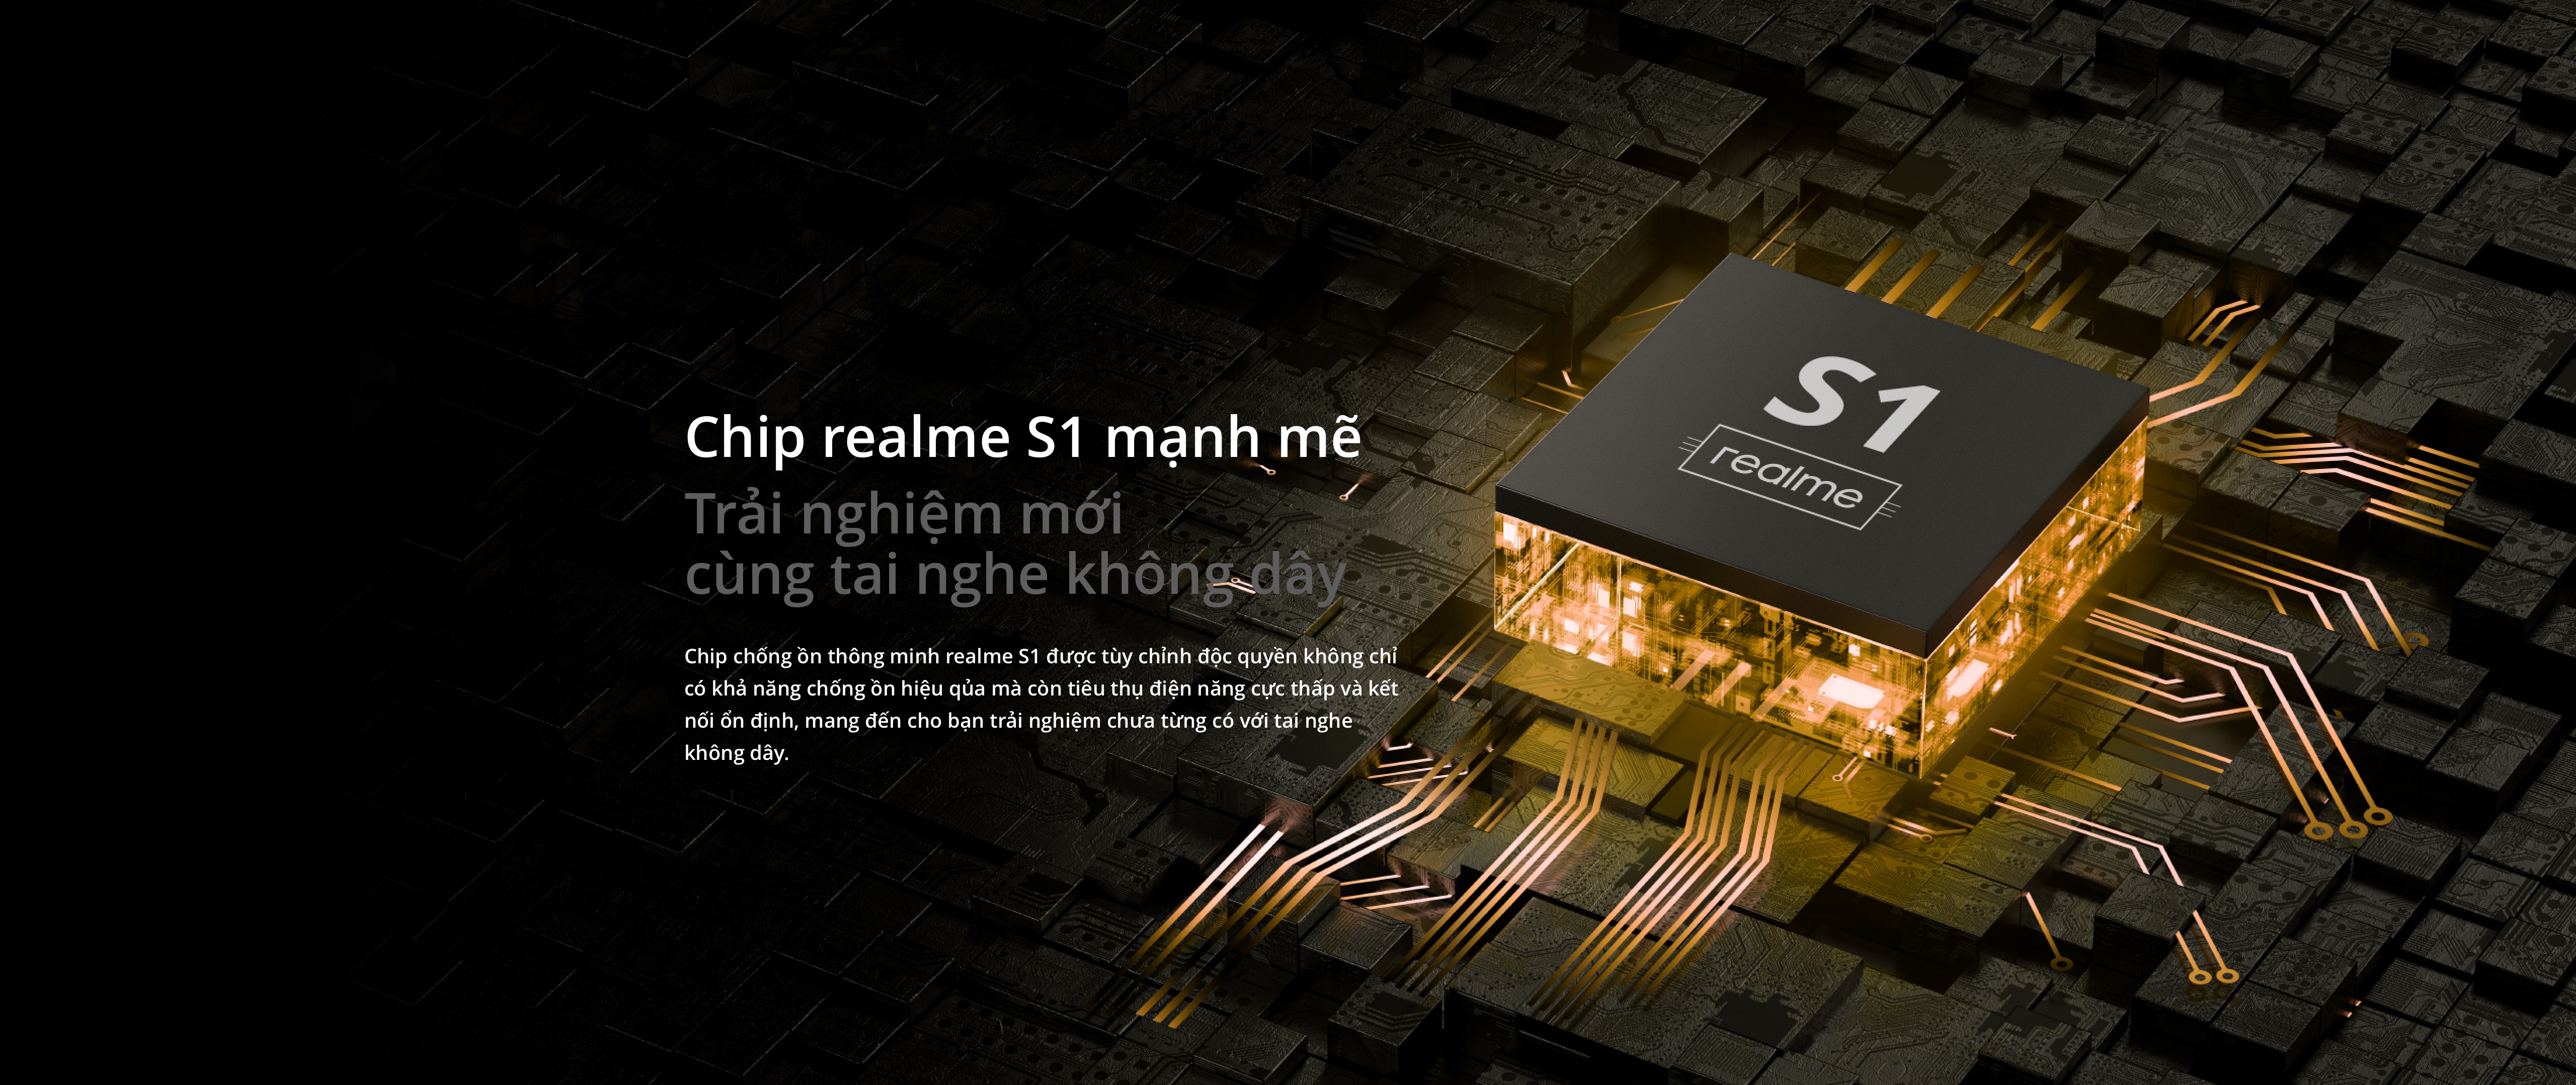 Chip realme S1 mạnh mẽ
Trải nghiệm mới
cùng tai nghe không dây
Chip chống ồn thông minh realme S1 được tùy chỉnh độc quyền không chỉ
có khả năng chống ồn hiệu qủa mà còn tiêu thụ điện năng cực thấp và kết
nối ổn định, mang đến cho bạn trải nghiệm chưa từng có với tai nghe
không dây.
S1
realme